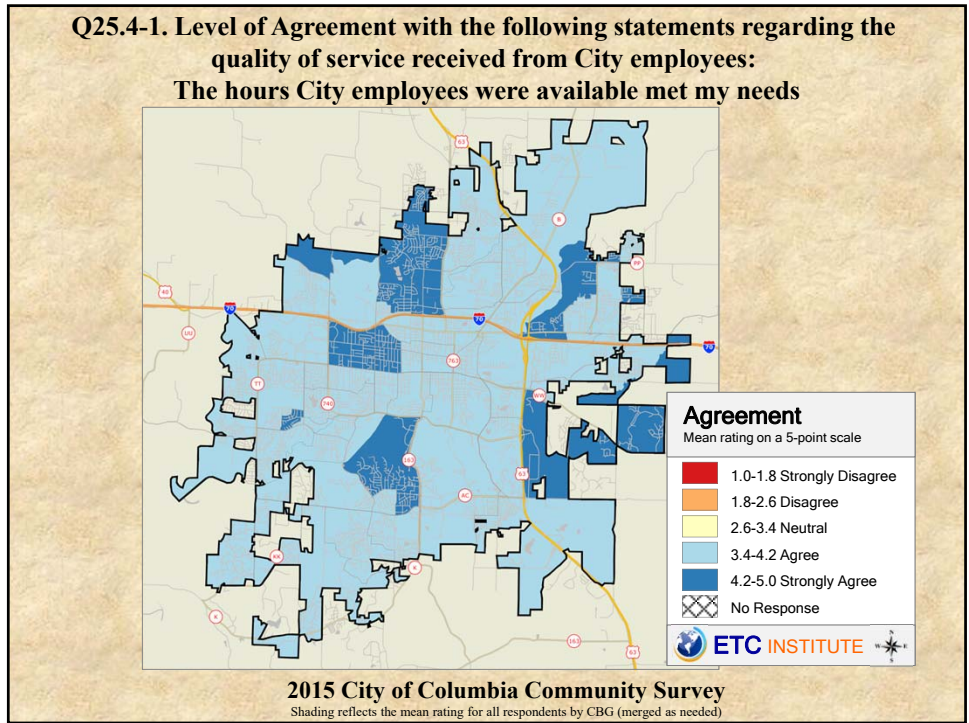 Q25.4-1. Level of Agreement with the following statements regarding the
quality of service received from City employees:
The hours City employees were available met my needs
63
B
PP
40
70
UU
70
70
763
TT
740
WW
163
63
AC
KK
K
K
163
63
Agreement
Mean rating on a 5-point scale
1.0-1.8 Strongly Disagree
1.8-2.6 Disagree
2.6-3.4 Neutral
3.4-4.2 Agree
4.2-5.0 Strongly Agree
No Response
ETC INSTITUTE
N
W E
S
2015 City of Columbia Community Survey
Shading reflects the mean rating for all respondents by CBG (merged as needed)